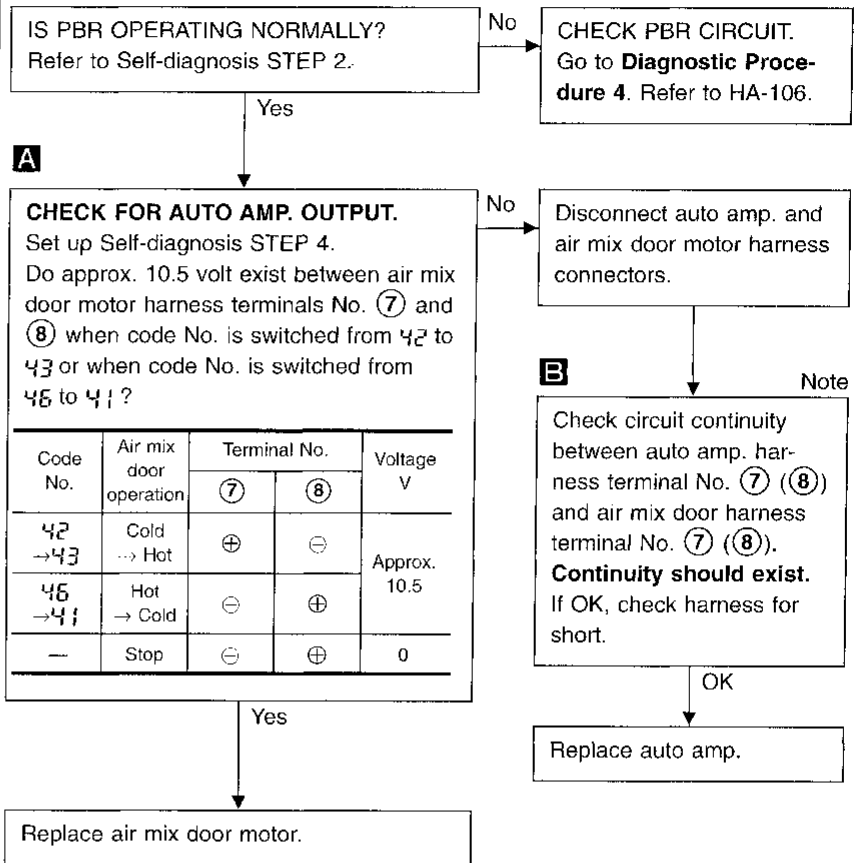 IS PBR OPERATING NORMALLY?
Refer to Self-diagnosis STEP 2.
No
CHECK PBR CIRCUIT.
Go to Diagnostic Proce-
dure 4. Refer to HA-106.
Yes
A
CHECK FOR AUTO AMP. OUTPUT.
Set up Self-diagnosis STEP 4.
Do approx. 10.5 volt exist between air mix
door motor harness terminals No. ⑦ and
⑧ when code No. is switched from 42 to
43 or when code No. is switched from
46 to 41?
Code No. Air mix door operation Terminal No. Voltage V
⑦ ⑧
42 →43 Cold → Hot ⊕ ⊖ Approx. 10.5
46 →41 Hot → Cold ⊖ ⊕
— Stop ⊖ ⊕ 0
No
Disconnect auto amp. and
air mix door motor harness
connectors.
B
Note
Check circuit continuity
between auto amp. har-
ness terminal No. ⑦ (⑧)
and air mix door harness
terminal No. ⑦ (⑧).
Continuity should exist.
If OK, check harness for
short.
OK
Replace auto amp.
Yes
Replace air mix door motor.